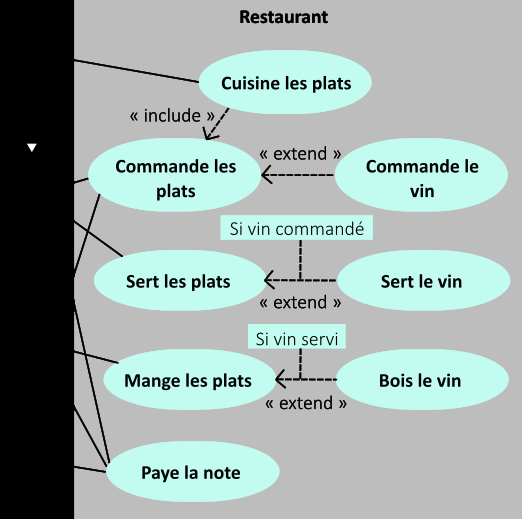 Restaurant
Cuisine les plats
« include »
Commande les
plats
« extend »
Commande le
vin
Si vin commandé
Sert les plats
« extend »
Sert le vin
Si vin servi
Mange les plats
« extend »
Bois le vin
Paye la note